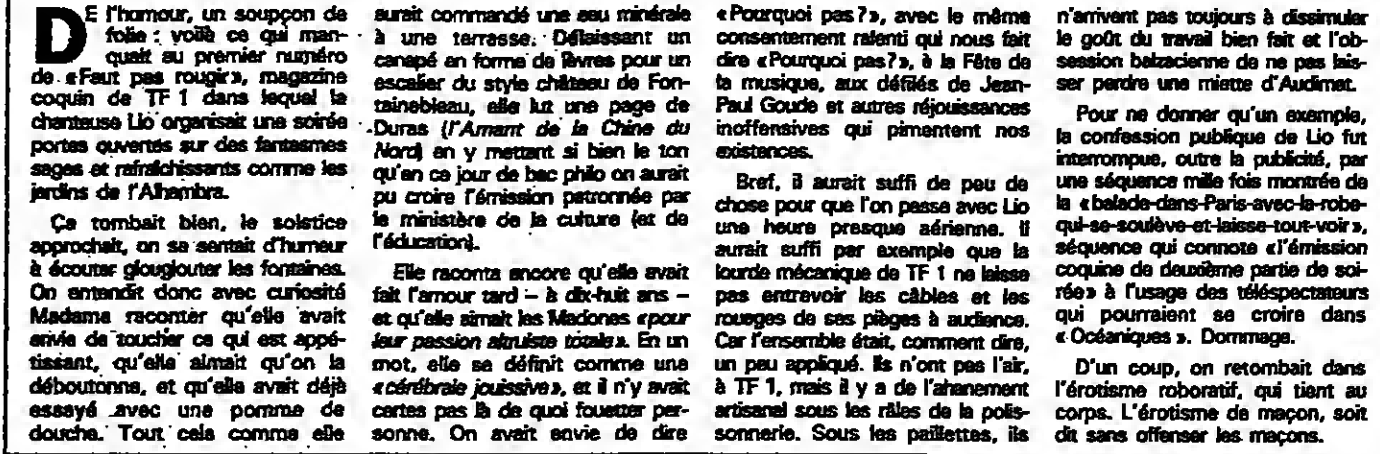 DE l'humour, un soupçon de
folie : voilà ce qui man-
quait au premier numéro
de «Faut pas rougir», magazine
coquin de TF 1 dans lequel la
chanteuse Lio organisait une soirée
portes ouvertes sur des fantasmes
sages et rafraîchissants comme les
jardins de l'Alhambra.
Ça tombait bien, le solstice
approchait, on se sentait d'humeur
à écouter glouglouter les fontaines.
On entendit donc avec curiosité
Madame raconter qu'elle avait
envie de toucher ce qui est appé-
tissant, qu'elle aimait qu'on la
déboutonne, et qu'elle avait déjà
essayé avec une pomme de
douche. Tout cela comme elle
aurait commandé une eau minérale
à une terrasse. Délaissant un
canapé en forme de lèvres pour un
escalier du style château de Fon-
tainebleau, elle lut une page de
Duras (l'Amant de la Chine du
Nord) en y mettant si bien le ton
qu'en ce jour de bac philo on aurait
pu croire l'émission patronnée par
le ministère de la culture (et de
l'éducation).
Elle raconta encore qu'elle avait
fait l'amour tard – à dix-huit ans –
et qu'elle aimait les Madones «pour
leur passion altruiste totale». En un
mot, elle se définit comme une
«cérébrale jouissive», et il n'y avait
certes pas là de quoi fouetter per-
sonne. On avait envie de dire
«Pourquoi pas?», avec le même
consentement ralenti qui nous fait
dire «Pourquoi pas?», à la Fête de
la musique, aux défilés de Jean-
Paul Goude et autres réjouissances
inoffensives qui pimentent nos
existences.
Bref, il aurait suffi de peu de
chose pour que l'on passe avec Lio
une heure presque aérienne. Il
aurait suffi par exemple que la
lourde mécanique de TF 1 ne laisse
pas entrevoir les câbles et les
rouages de ses pièges à audience.
Car l'ensemble était, comment dire,
un peu appliqué. Ils n'ont pas l'air,
à TF 1, mais il y a de l'ahanement
artisanal sous les râles de la polis-
sonnerie. Sous les paillettes, ils
n'arrivent pas toujours à dissimuler
le goût du travail bien fait et l'ob-
session balzacienne de ne pas lais-
ser perdre une miette d'Audimat.
Pour ne donner qu'un exemple,
la confession publique de Lio fut
interrompue, outre la publicité, par
une séquence mille fois montrée de
la «balade-dans-Paris-avec-la-robe-
qui-se-soulève-et-laisse-tout-voir»,
séquence qui connote «l'émission
coquine de deuxième partie de soi-
rée» à l'usage des téléspectateurs
qui pourraient se croire dans
«Océaniques». Dommage.
D'un coup, on retombait dans
l'érotisme roboratif, qui tient au
corps. L'érotisme de maçon, soit
dit sans offenser les maçons.